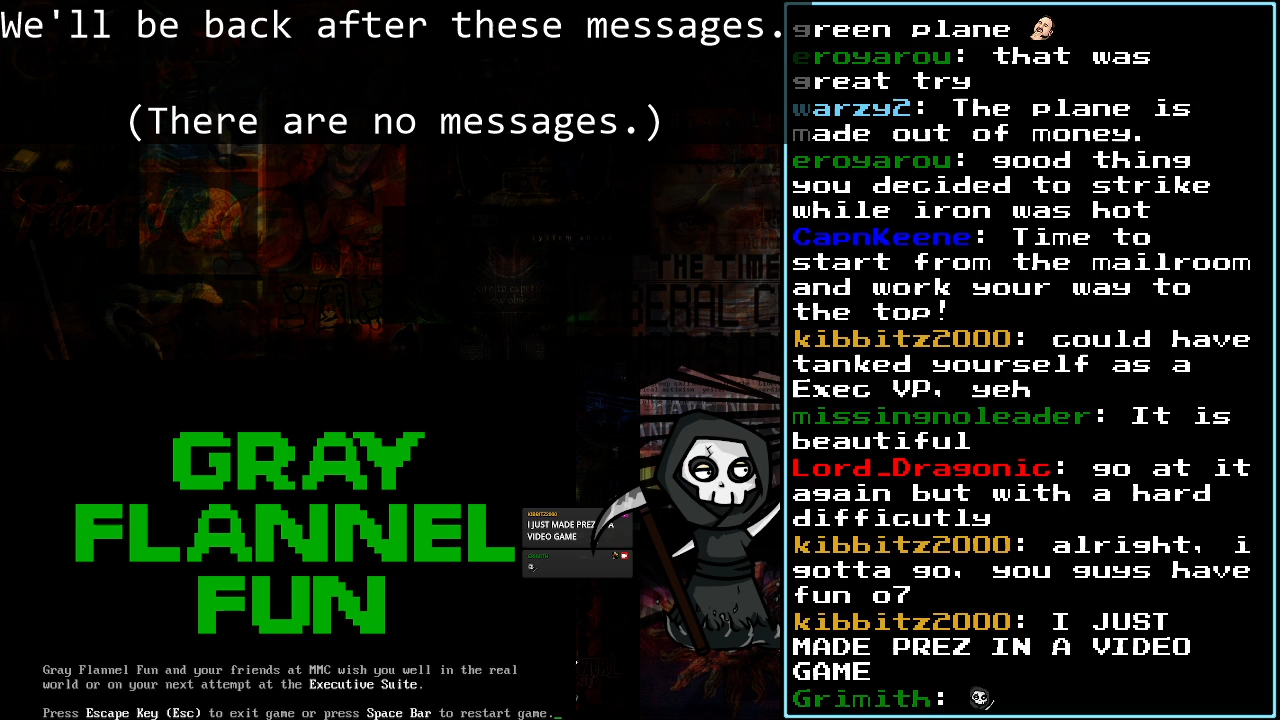 We'll be back after these messages.
(There are no messages.)
THE TIME
GRAY
FLANNEL
FUN
KIBBITZ2000
I JUST MADE PREZ
VIDEO GAME
Gray Flannel Fun and your friends at MMC wish you well in the real
world or on your next attempt at the Executive Suite.
Press Escape Key (Esc) to exit game or press Space Bar to restart game._
green plane
eroyarou: that was
great try
warzy2: The plane is
made out of money.
eroyarou: good thing
you decided to strike
while iron was hot
CapnKeene: Time to
start from the mailroom
and work your way to
the top!
kibbitz2000: could have
tanked yourself as a
Exec VP, yeh
missingnoleader: It is
beautiful
Lord_Dragonic: go at it
again but with a hard
difficutly
kibbitz2000: alright, i
gotta go, you guys have
fun o7
kibbitz2000: I JUST
MADE PREZ IN A VIDEO
GAME
Grimith: